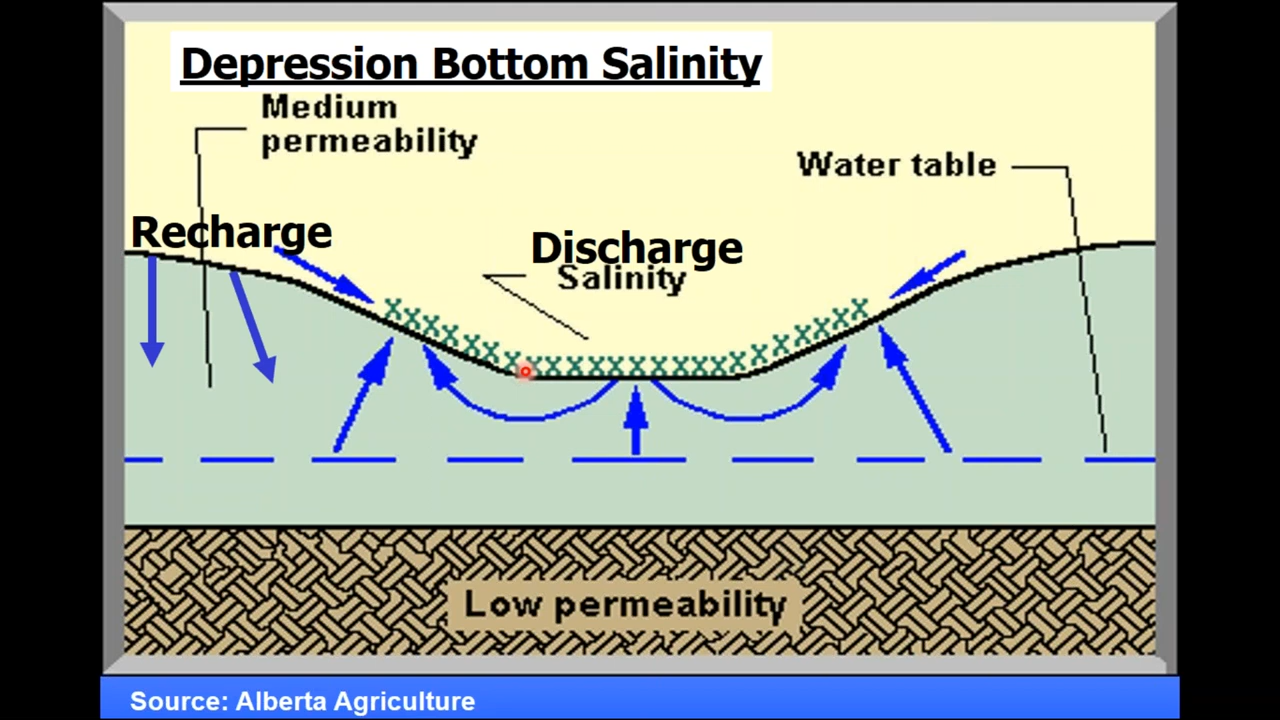 Depression Bottom Salinity
Medium
permeability
Water table
Recharge
Discharge
Salinity
Low permeability
Source: Alberta Agriculture